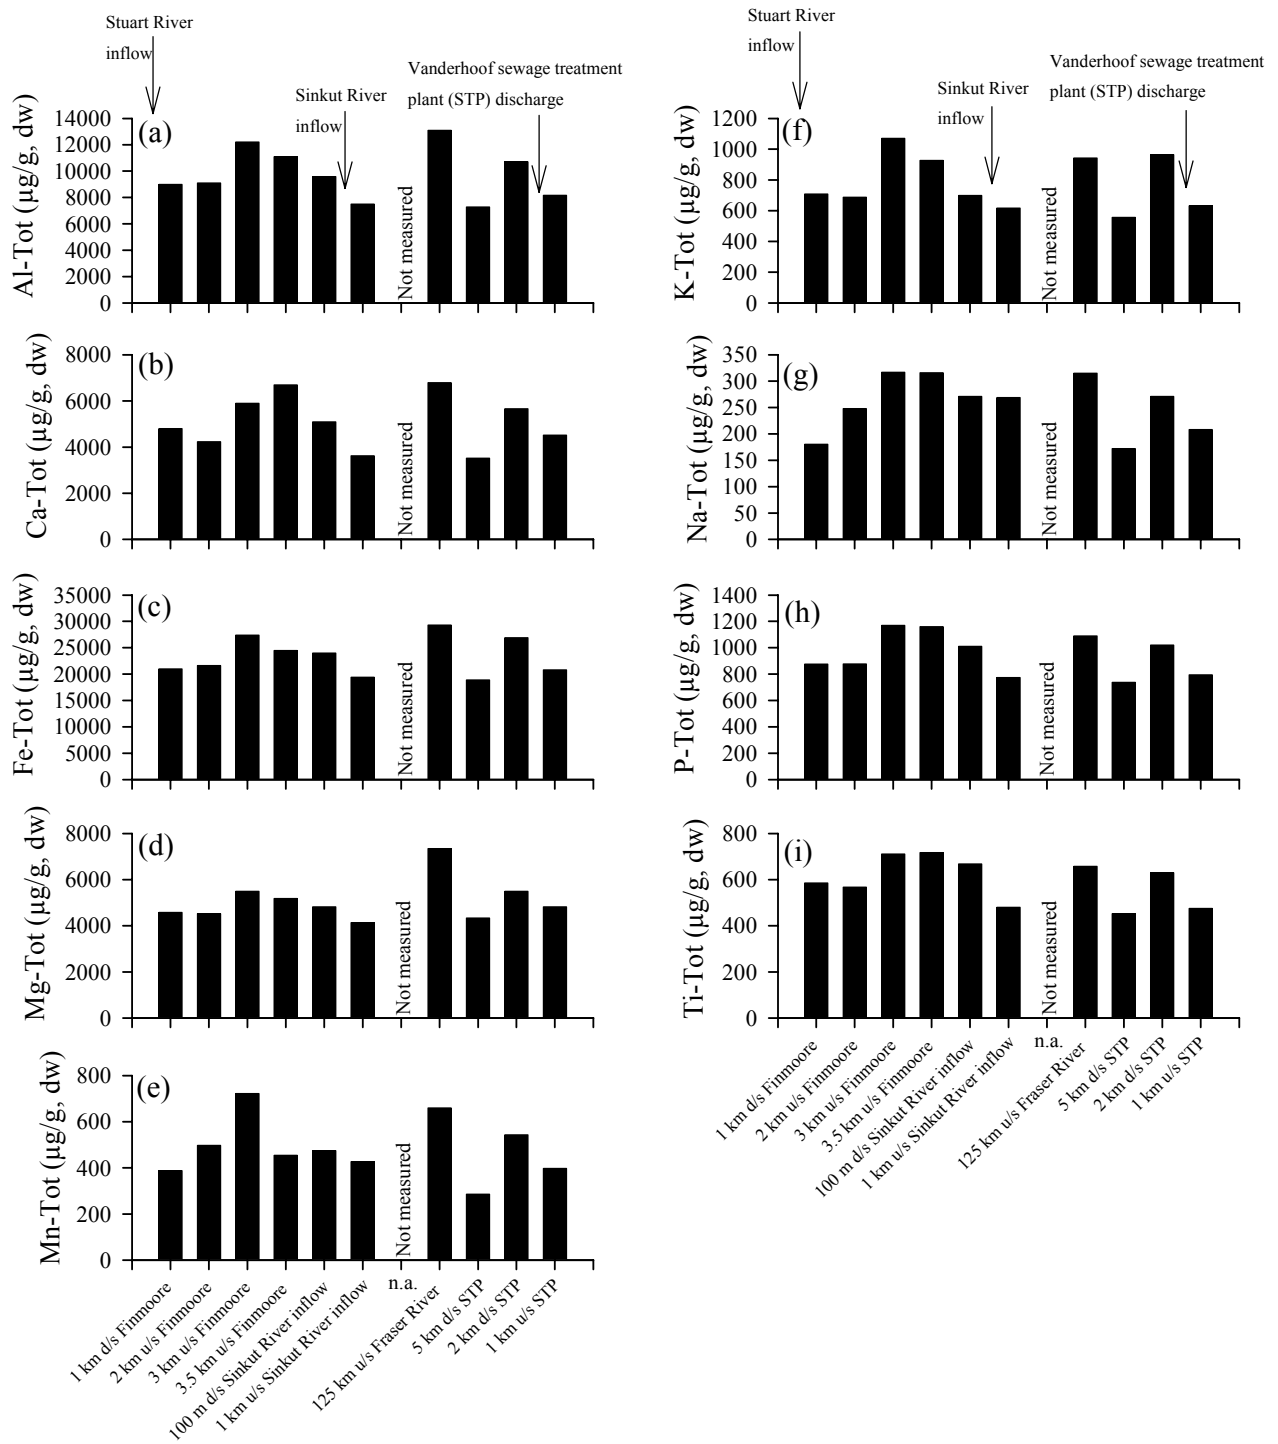 Stuart River
inflow
Sinkut River
inflow
Vanderhoof sewage treatment
plant (STP) discharge
(a)
Al-Tot (µg/g, dw)
14000
12000
10000
8000
6000
4000
2000
0
Not measured
(b)
Ca-Tot (µg/g, dw)
8000
6000
4000
2000
0
Not measured
(c)
Fe-Tot (µg/g, dw)
35000
30000
25000
20000
15000
10000
5000
0
Not measured
(d)
Mg-Tot (µg/g, dw)
8000
6000
4000
2000
0
Not measured
(e)
Mn-Tot (µg/g, dw)
800
600
400
200
0
Not measured
1 km d/s Finmoore
2 km u/s Finmoore
3 km u/s Finmoore
3.5 km u/s Finmoore
100 m d/s Sinkut River inflow
1 km u/s Sinkut River inflow
n.a.
125 km u/s Fraser River
5 km d/s STP
2 km d/s STP
1 km u/s STP
Stuart River
inflow
Sinkut River
inflow
Vanderhoof sewage treatment
plant (STP) discharge
(f)
K-Tot (µg/g, dw)
1200
1000
800
600
400
200
0
Not measured
(g)
Na-Tot (µg/g, dw)
350
300
250
200
150
100
50
0
Not measured
(h)
P-Tot (µg/g, dw)
1400
1200
1000
800
600
400
200
0
Not measured
(i)
Ti-Tot (µg/g, dw)
800
600
400
200
0
Not measured
1 km d/s Finmoore
2 km u/s Finmoore
3 km u/s Finmoore
3.5 km u/s Finmoore
100 m d/s Sinkut River inflow
1 km u/s Sinkut River inflow
n.a.
125 km u/s Fraser River
5 km d/s STP
2 km d/s STP
1 km u/s STP